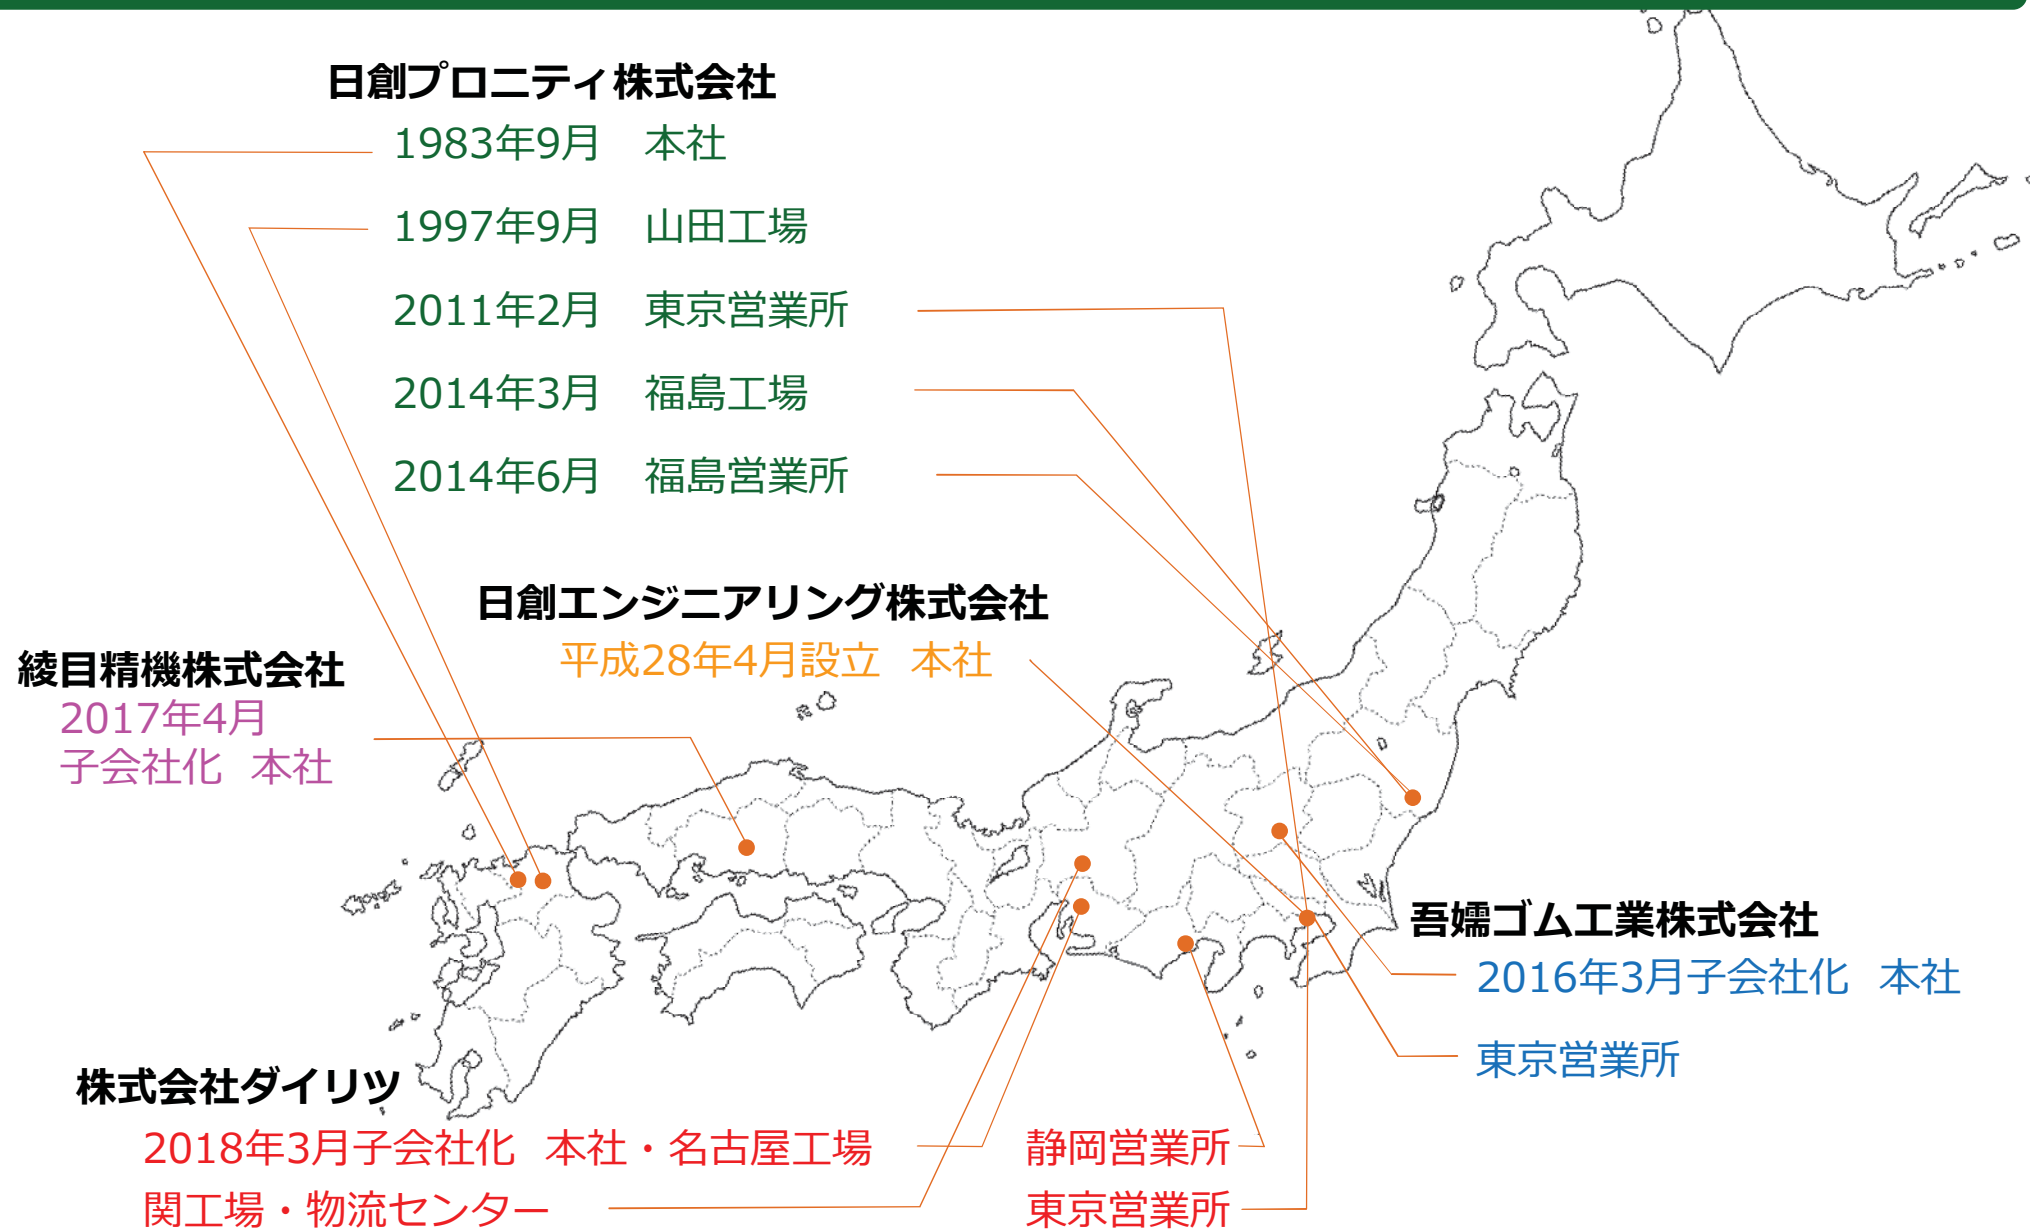 日創プロニティ株式会社
1983年9月　本社
1997年9月　山田工場
2011年2月　東京営業所
2014年3月　福島工場
2014年6月　福島営業所
日創エンジニアリング株式会社
平成28年4月設立　本社
綾目精機株式会社
2017年4月
子会社化　本社
吾嬬ゴム工業株式会社
2016年3月子会社化　本社
東京営業所
株式会社ダイリツ
2018年3月子会社化　本社・名古屋工場
関工場・物流センター
静岡営業所
東京営業所